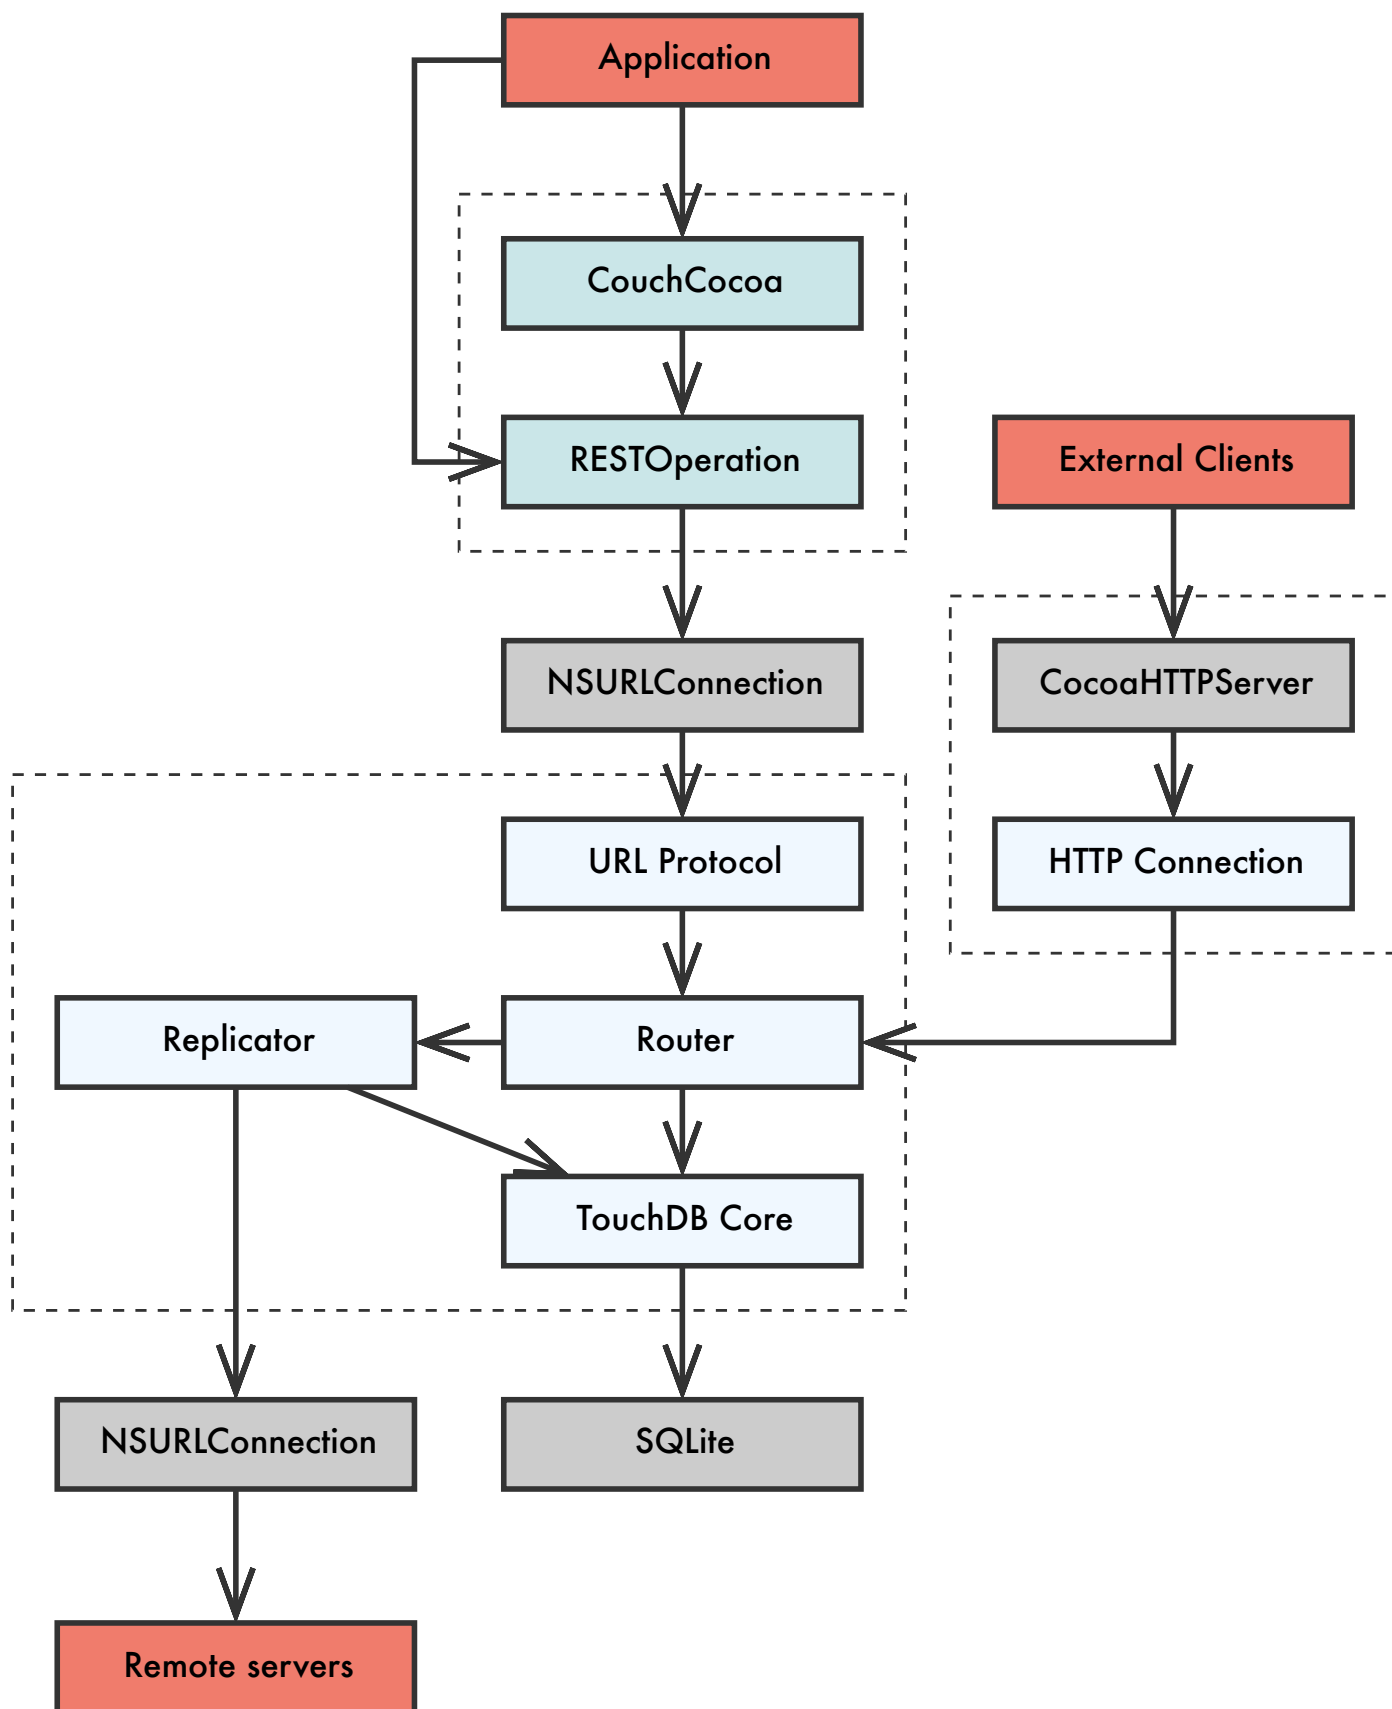 Application
CouchCocoa
RESTOperation
External Clients
NSURLConnection
CocoaHTTPServer
URL Protocol
HTTP Connection
Replicator
Router
TouchDB Core
NSURLConnection
SQLite
Remote servers